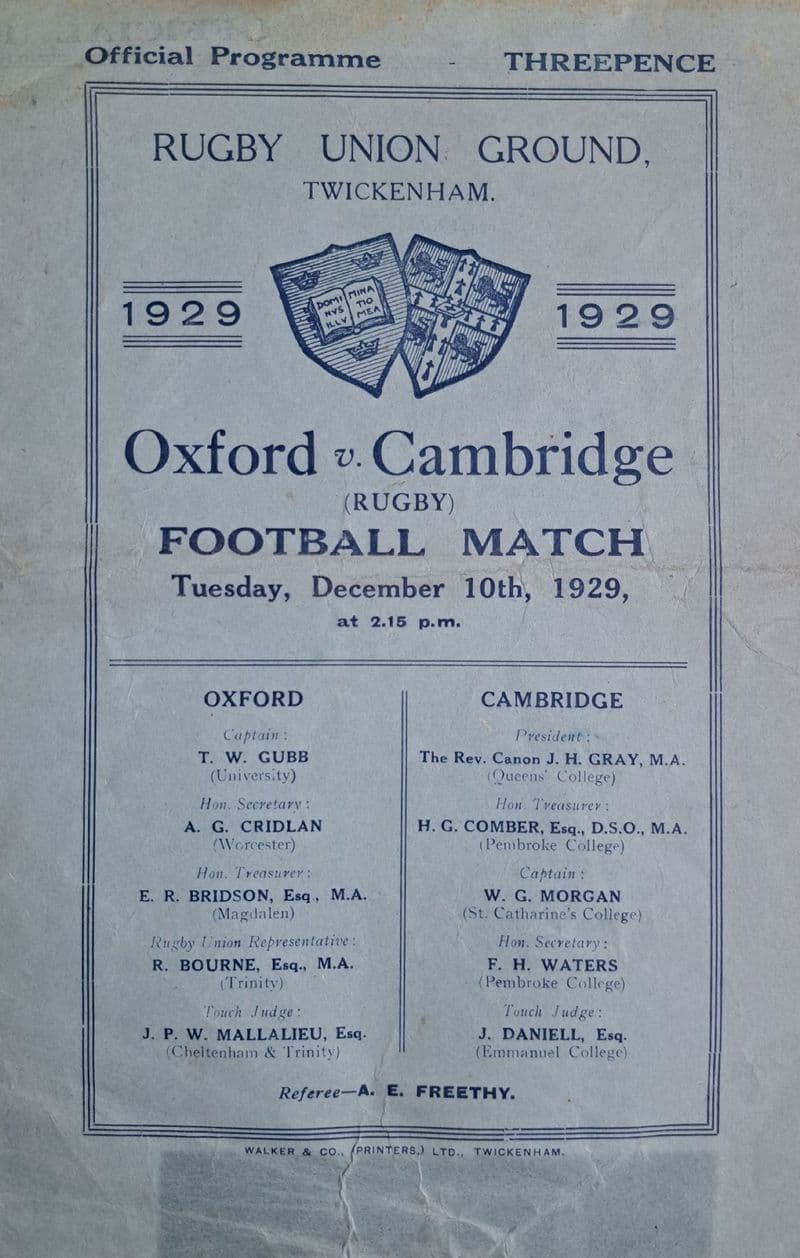 Official Programme - THREEPENCE
RUGBY UNION GROUND,
TWICKENHAM.
1929
DOMI MINA
NVS TIO
ILLV MEA
1929
Oxford v. Cambridge
(RUGBY)
FOOTBALL MATCH
Tuesday, December 10th, 1929,
at 2.15 p.m.
OXFORD
Captain :
T. W. GUBB
(University)
Hon. Secretary :
A. G. CRIDLAN
(Worcester)
Hon. Treasurer :
E. R. BRIDSON, Esq., M.A.
(Magdalen)
Rugby Union Representative :
R. BOURNE, Esq., M.A.
(Trinity)
Touch Judge :
J. P. W. MALLALIEU, Esq.
(Cheltenham & Trinity)
CAMBRIDGE
President :
The Rev. Canon J. H. GRAY, M.A.
(Queens' College)
Hon Treasurer :
H. G. COMBER, Esq., D.S.O., M.A.
(Pembroke College)
Captain :
W. G. MORGAN
(St. Catharine's College)
Hon. Secretary :
F. H. WATERS
(Pembroke College)
Touch Judge :
J. DANIELL, Esq.
(Emmanuel College)
Referee—A. E. FREETHY.
WALKER & CO., (PRINTERS,) LTD., TWICKENHAM.